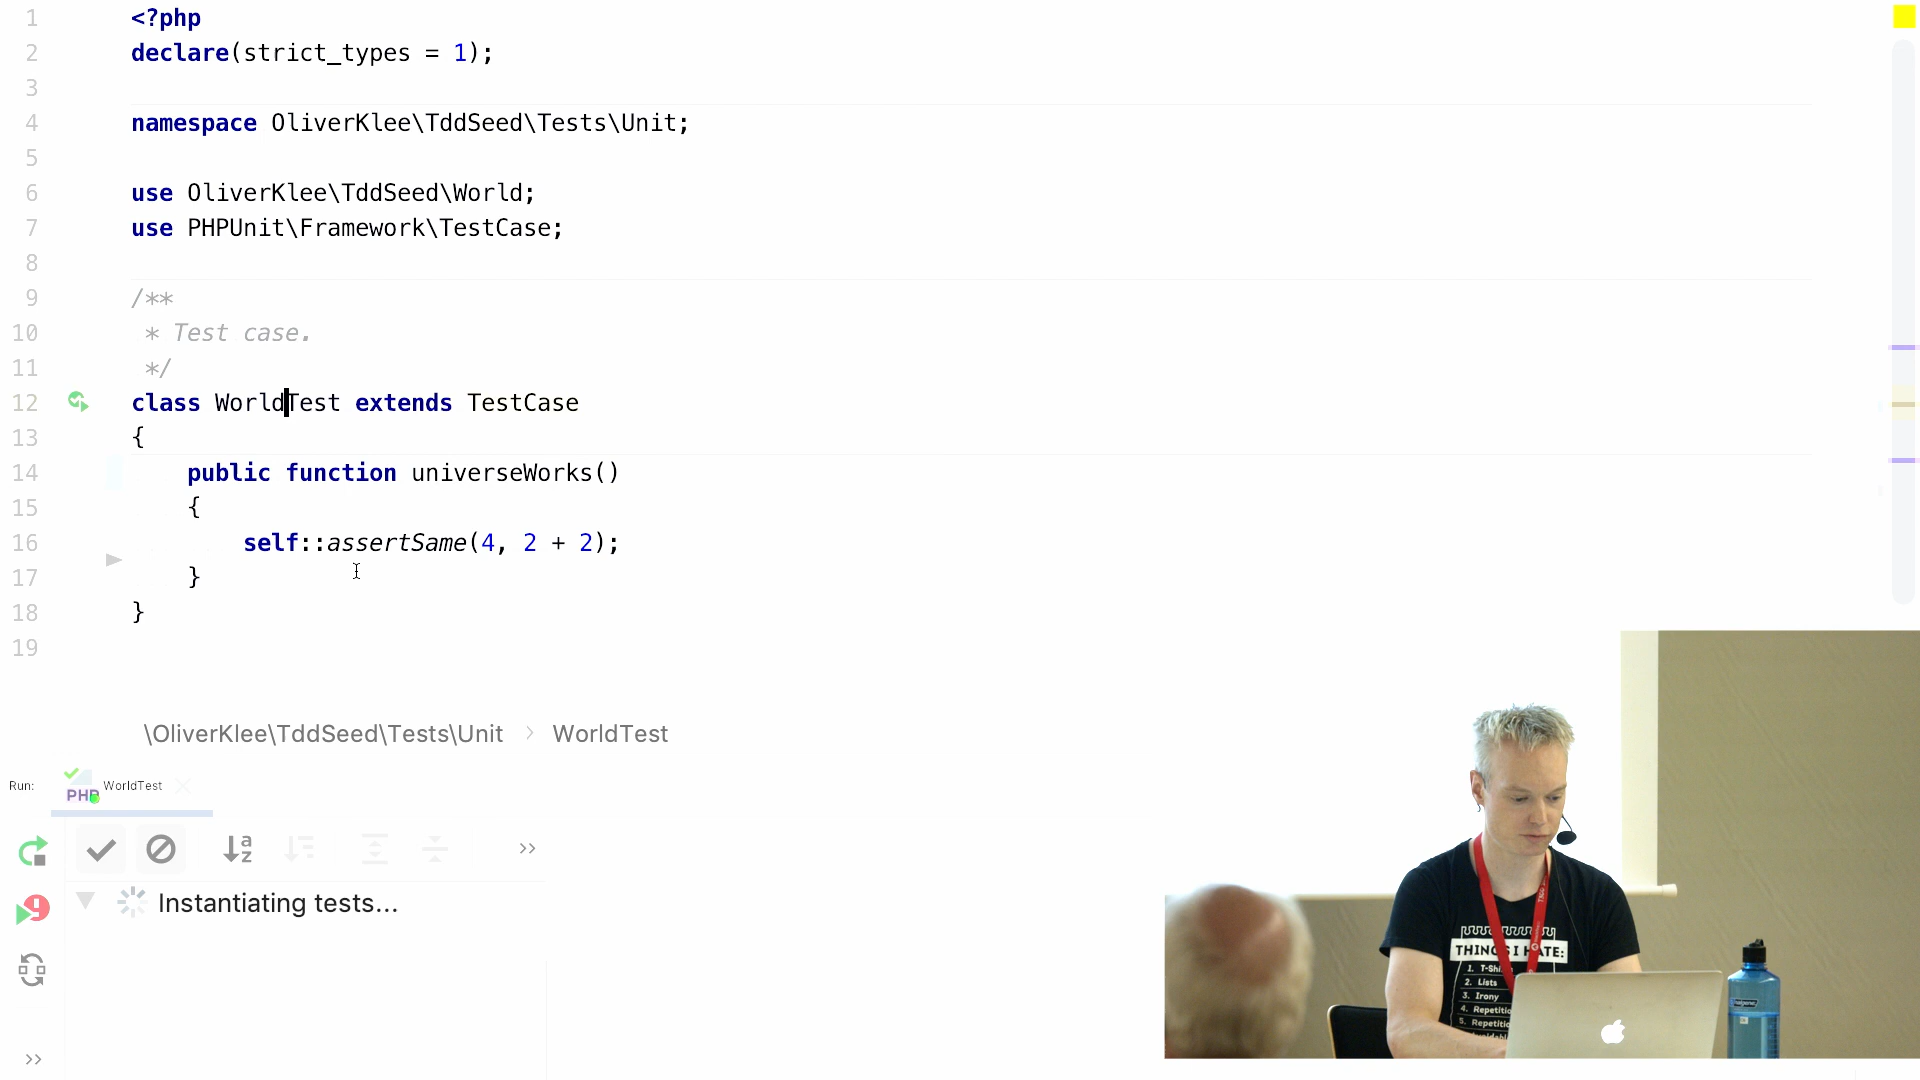 1 <?php
2 declare(strict_types = 1);
3
4 namespace OliverKlee\TddSeed\Tests\Unit;
5
6 use OliverKlee\TddSeed\World;
7 use PHPUnit\Framework\TestCase;
8
9 /**
10 * Test case.
11 */
12 class WorldTest extends TestCase
13 {
14 public function universeWorks()
15 {
16 self::assertSame(4, 2 + 2);
17 }
18 }
19
\OliverKlee\TddSeed\Tests\Unit > WorldTest
Run: PHP WorldTest
a z >>
Instantiating tests...
>>
THINGS I HATE:
1. T-Shi
2. Lists
3. Irony
4. Repetitio
5. Repetitio